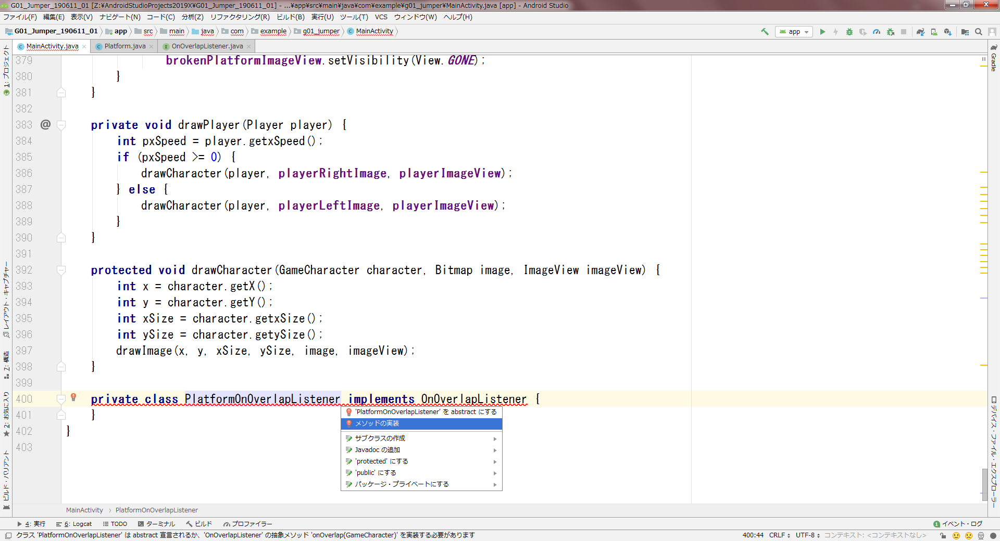 G01_Jumper_190611_01 [Z:¥AndroidStudioProjects2019X¥G01_Jumper_190611_01] - ...¥app¥src¥main¥java¥com¥example¥g01_jumper¥MainActivity.java [app] - Android Studio
ファイル(F) 編集(E) 表示(V) ナビゲート(N) コード(C) 分析(Z) リファクタリング(R) ビルド(B) 実行(U) ツール(T) VCS ウィンドウ(W) ヘルプ(H)
G01_Jumper_190611_01 app src main java com example g01_jumper MainActivity app
MainActivity.java Platform.java OnOverlapListener.java
1: プロジェクト
レイアウト・キャプチャー
7: 構造
2: お気に入り
ビルド・バリアント
379 brokenPlatformImageView.setVisibility(View.GONE);
380 }
381 }
382
383 @ private void drawPlayer(Player player) {
384 int pxSpeed = player.getxSpeed();
385 if (pxSpeed >= 0) {
386 drawCharacter(player, playerRightImage, playerImageView);
387 } else {
388 drawCharacter(player, playerLeftImage, playerImageView);
389 }
390 }
391
392 protected void drawCharacter(GameCharacter character, Bitmap image, ImageView imageView) {
393 int x = character.getX();
394 int y = character.getY();
395 int xSize = character.getxSize();
396 int ySize = character.getySize();
397 drawImage(x, y, xSize, ySize, image, imageView);
398 }
399
400 private class PlatformOnOverlapListener implements OnOverlapListener {
401 }
402 }
403
'PlatformOnOverlapListener' を abstract にする
メソッドの実装
サブクラスの作成
Javadoc の追加
'protected' にする
'public' にする
パッケージ・プライベートにする
Gradle
デバイス・ファイル・エクスプローラー
MainActivity › PlatformOnOverlapListener
4: 実行 6: Logcat TODO ターミナル ビルド プロファイラー 1 イベント・ログ
クラス 'PlatformOnOverlapListener' は abstract 宣言されるか、'OnOverlapListener' の抽象メソッド 'onOverlap(GameCharacter)' を実装する必要があります 400:44 CRLF UTF-8 コンテキスト: <コンテキストなし>